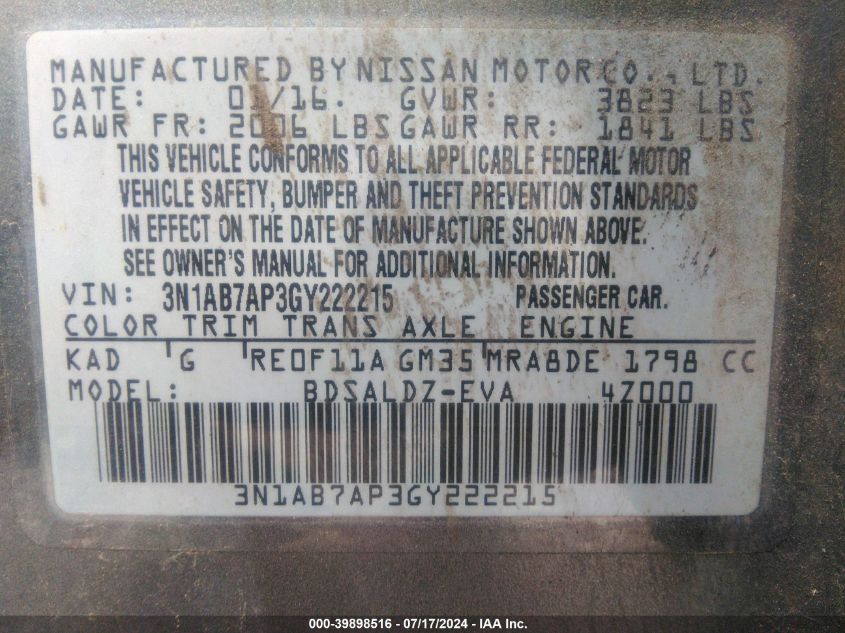 MANUFACTURED BY NISSAN MOTOR CO., LTD.
DATE: 01/16. GVWR: 3823 LBS
GAWR FR: 2006 LBS GAWR RR: 1841 LBS
THIS VEHICLE CONFORMS TO ALL APPLICABLE FEDERAL MOTOR
VEHICLE SAFETY, BUMPER AND THEFT PREVENTION STANDARDS
IN EFFECT ON THE DATE OF MANUFACTURE SHOWN ABOVE.
SEE OWNER'S MANUAL FOR ADDITIONAL INFORMATION.
VIN: 3N1AB7AP3GY222215 PASSENGER CAR.
COLOR TRIM TRANS AXLE ENGINE
KAD G RE0F11A GM35 MRA8DE 1798 CC
MODEL: BDSALDZ-EVA 4Z000
3N1AB7AP3GY222215
000-39898516 - 07/17/2024 - IAA Inc.